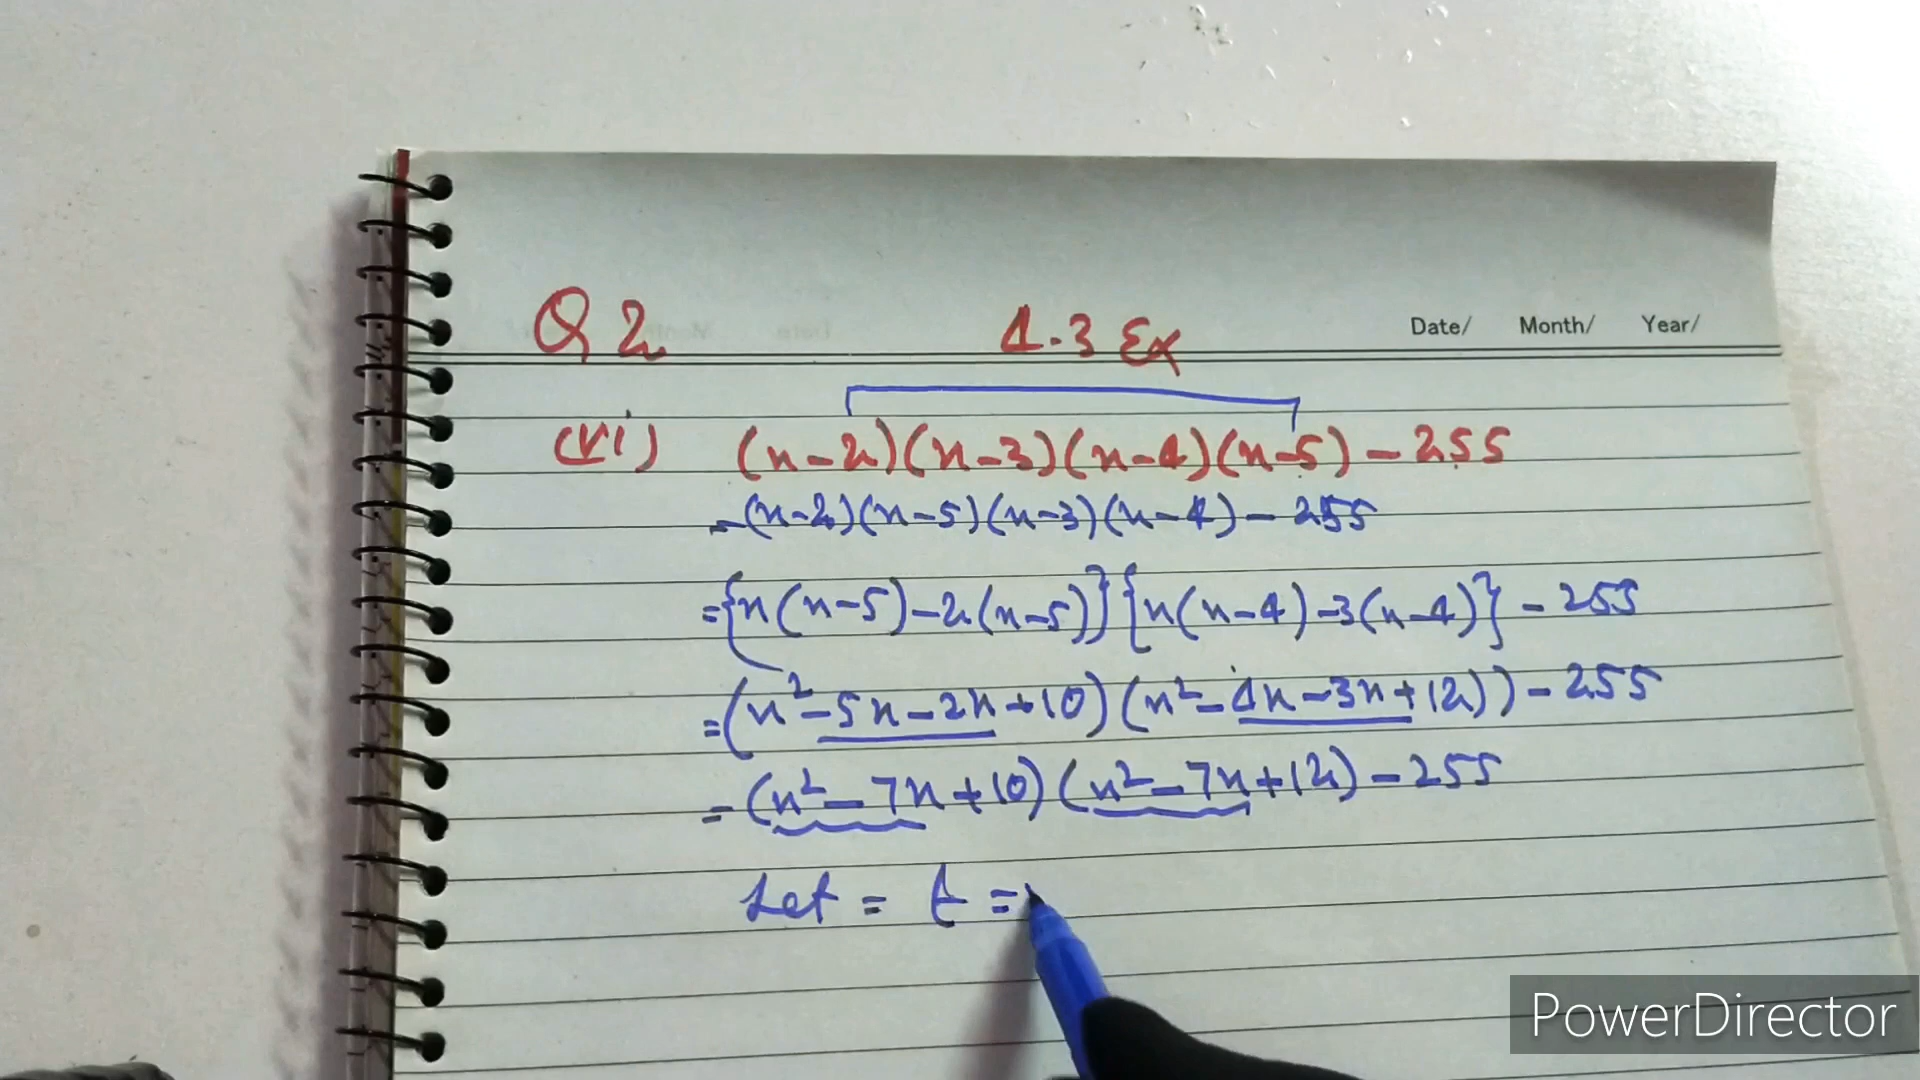 Q 2 4.3 Ex Date/ Month/ Year/
(vi) (x-2)(x-3)(x-4)(x-5) - 255
= (x-2)(x-5)(x-3)(x-4) - 255
= {x(x-5) - 2(x-5)}{x(x-4) - 3(x-4)} - 255
= (x² - 5x - 2x + 10)(x² - 4x - 3x + 12)) - 255
= (x² - 7x + 10)(x² - 7x + 12) - 255
Let = t =
PowerDirector